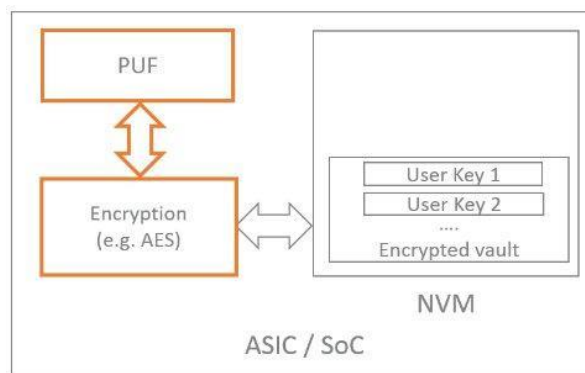 PUF
Encryption
(e.g. AES)
User Key 1
User Key 2
....
Encrypted vault
NVM
ASIC / SoC